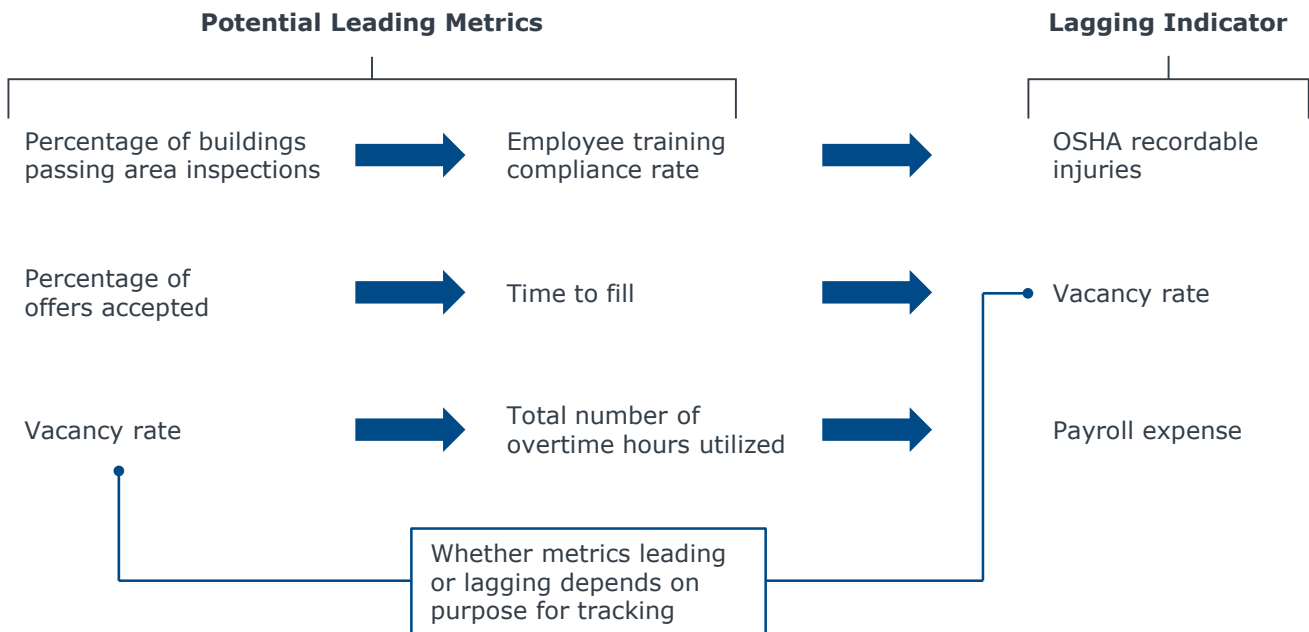 Potential Leading Metrics
Lagging Indicator
Percentage of buildings
passing area inspections
Employee training
compliance rate
OSHA recordable
injuries
Percentage of
offers accepted
Time to fill
Vacancy rate
Vacancy rate
Total number of
overtime hours utilized
Payroll expense
Whether metrics leading
or lagging depends on
purpose for tracking